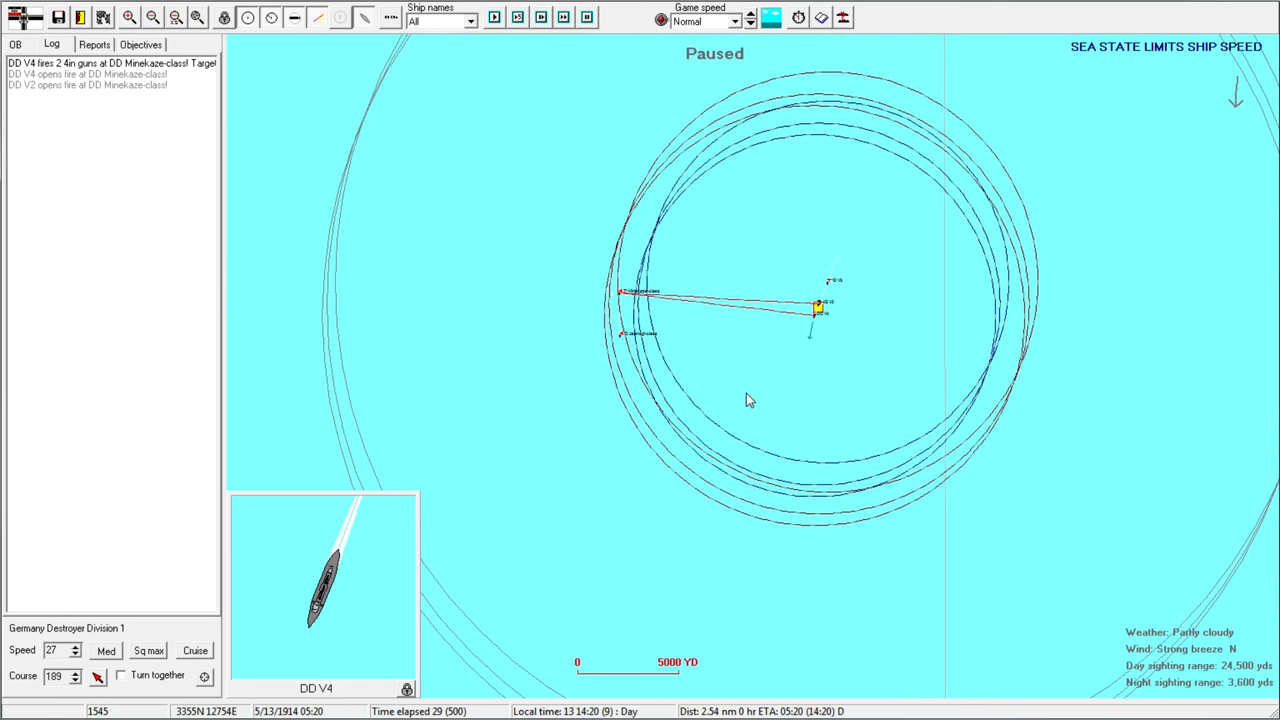 Ship names
All
Game speed
Normal
OB
Log
Reports
Objectives
DD V4 fires 2 4in guns at DD Minekaze-class! Target
DD V4 opens fire at DD Minekaze-class!
DD V2 opens fire at DD Minekaze-class!
Paused
SEA STATE LIMITS SHIP SPEED
Germany Destroyer Division 1
Speed 27 Med Sq max Cruise
Course 189 Turn together
DD V4
0 5000 YD
Weather: Partly cloudy
Wind: Strong breeze N
Day sighting range: 24,500 yds
Night sighting range: 3,600 yds
1545 3355N 12754E 5/13/1914 05:20 Time elapsed 29 (500) Local time: 13 14:20 (9) : Day Dist: 2.54 nm 0 hr ETA: 05:20 (14:20) D